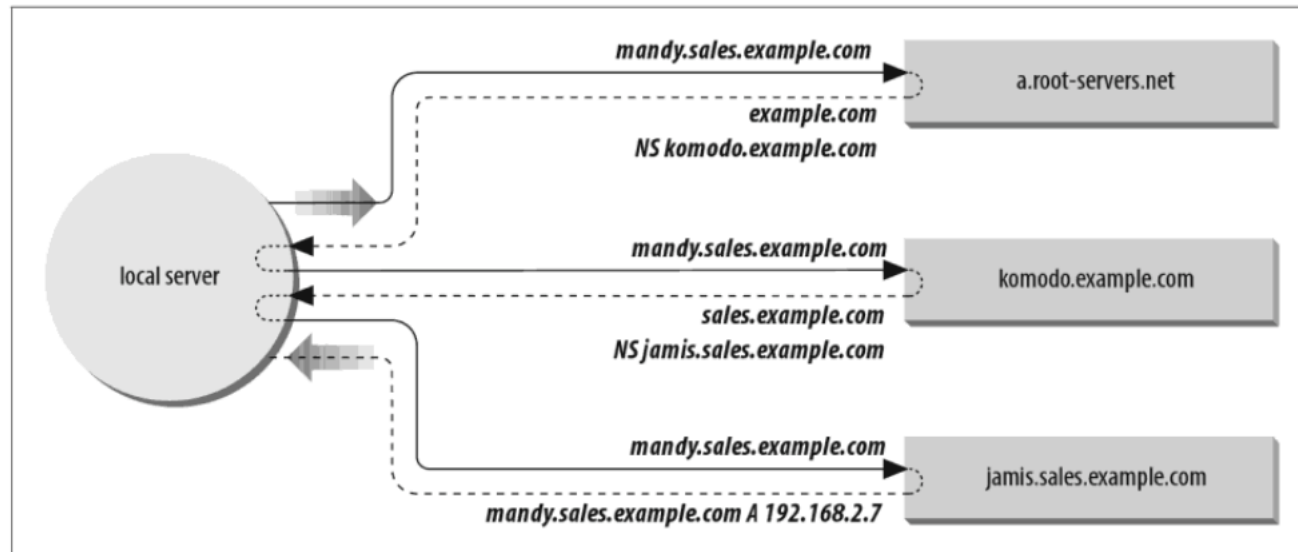 mandy.sales.example.com
a.root-servers.net
example.com
NS komodo.example.com
local server
mandy.sales.example.com
komodo.example.com
sales.example.com
NS jamis.sales.example.com
mandy.sales.example.com
jamis.sales.example.com
mandy.sales.example.com A 192.168.2.7